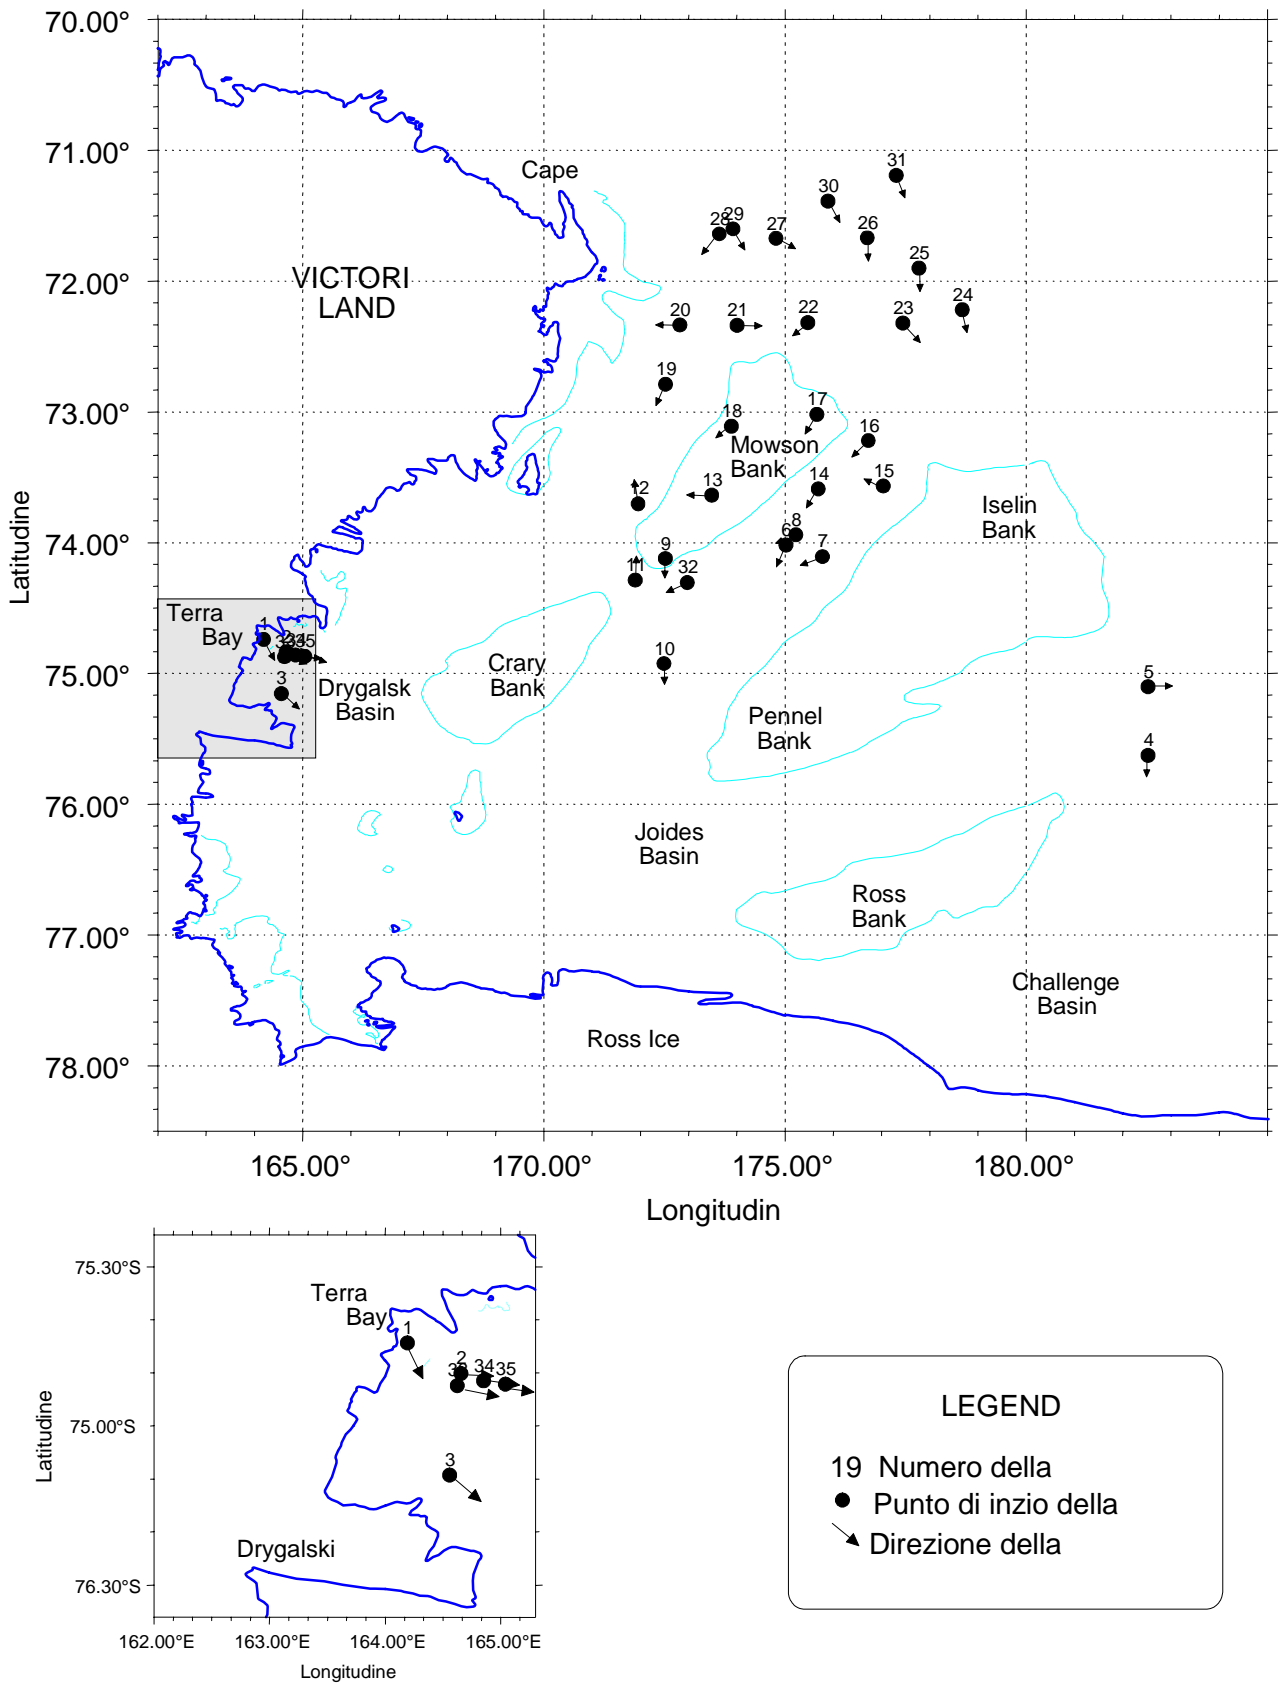 70.00°
71.00°
72.00°
73.00°
74.00°
75.00°
76.00°
77.00°
78.00°
Latitudine
Cape
VICTORI
LAND
31
30
29
28
27
26
25
24
20
21
22
23
19
18
17
16
Mowson
Bank
12
13
14
15
Iselin
Bank
8
6
7
9
11
32
Terra
Bay
1
2
34
35
33
3
Drygalsk
Basin
Crary
Bank
10
5
Pennel
Bank
4
Joides
Basin
Ross
Bank
Challenge
Basin
Ross Ice
165.00°
170.00°
175.00°
180.00°
Longitudin
75.30°S
75.00°S
76.30°S
Latitudine
Terra
Bay
1
2
33
34
35
3
Drygalski
162.00°E
163.00°E
164.00°E
165.00°E
Longitudine
LEGEND
19 Numero della
Punto di inzio della
Direzione della